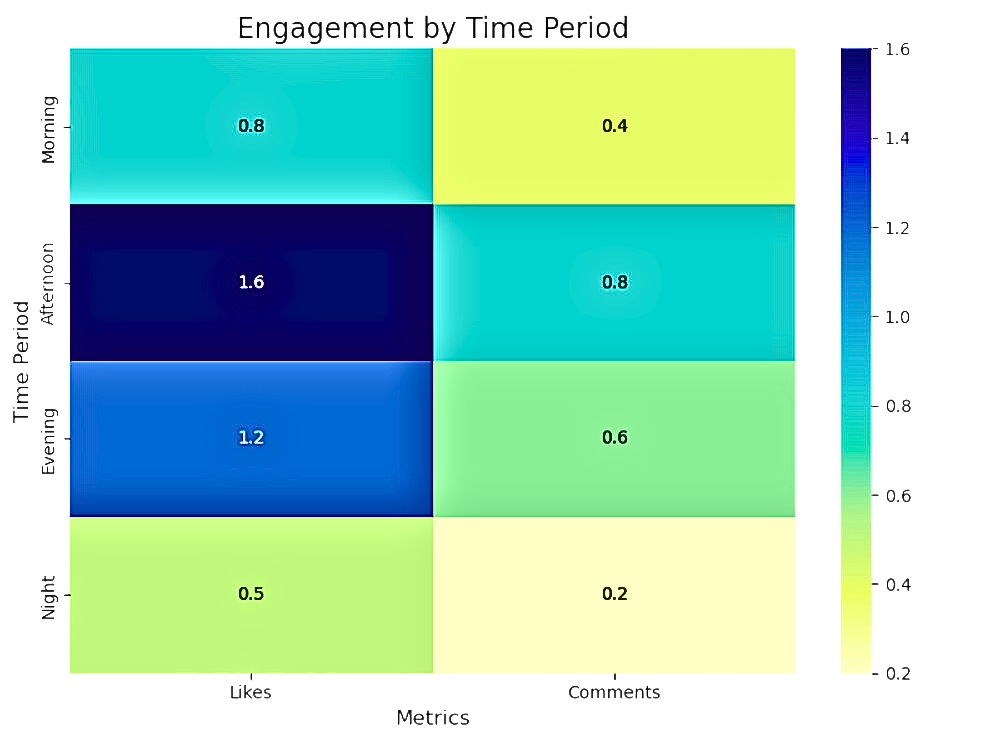 Engagement by Time Period
Time Period
Morning
0.8
0.4
Afternoon
1.6
0.8
Evening
1.2
0.6
Night
0.5
0.2
Likes
Comments
Metrics
1.6
1.4
1.2
1.0
0.8
0.6
0.4
0.2